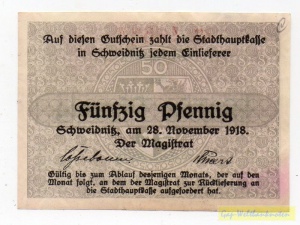 Auf diesen Gutschein zahlt die Stadthauptkasse
in Schweidnitz jedem Einlieferer
50
Fünfzig Pfennig
Schweidnitz, am 28. November 1918.
Der Magistrat
Gültig bis zum Ablauf desjenigen Monats, der auf den
Monat folgt, an dem der Magistrat zur Rücklieferung an
die Stadthauptkasse aufgefordert hat.